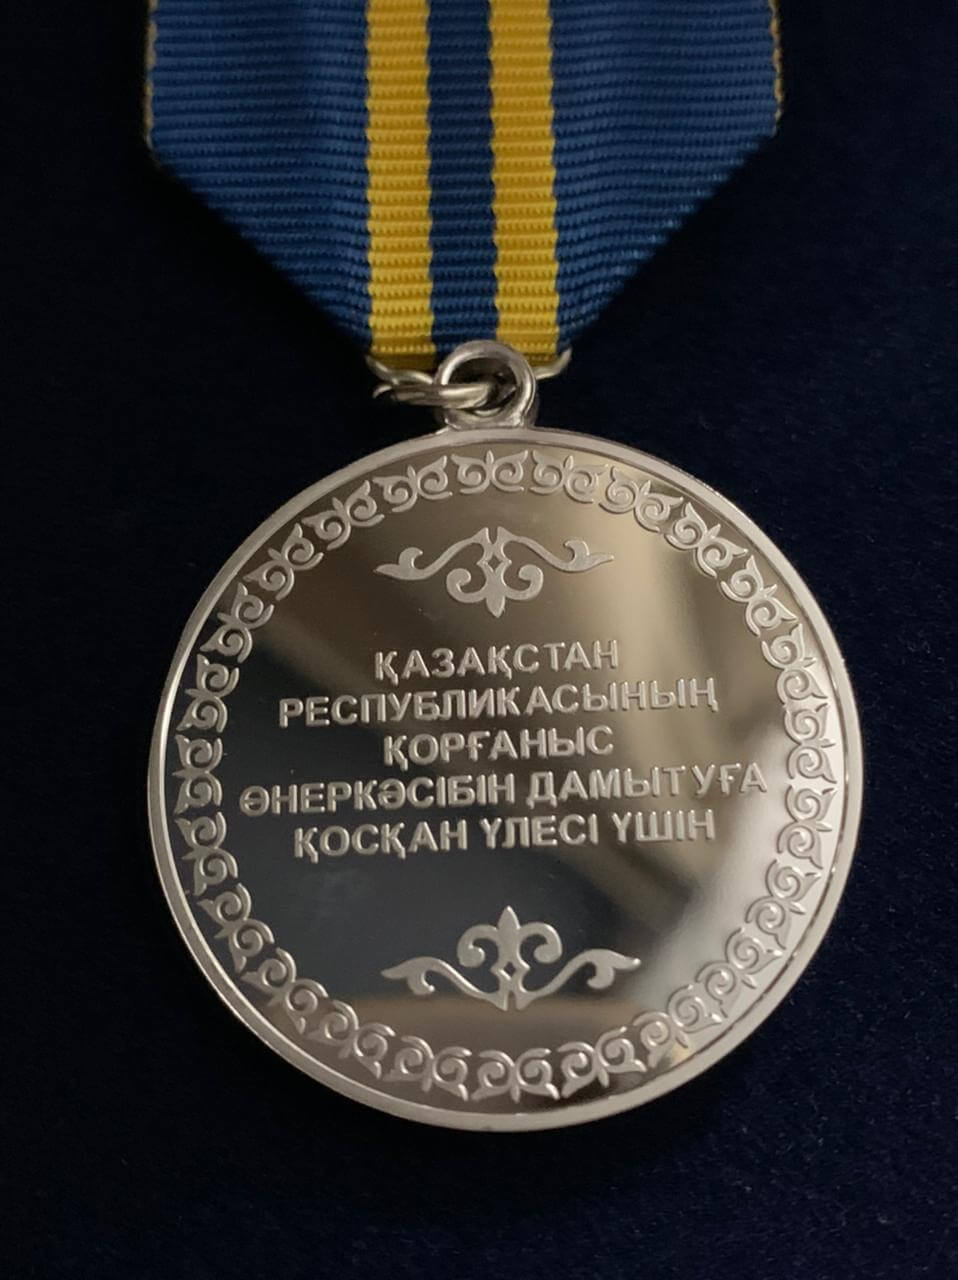 ҚАЗАҚСТАН
РЕСПУБЛИКАСЫНЫҢ
ҚОРҒАНЫС
ӨНЕРКӘСІБІН ДАМЫТУҒА
ҚОСҚАН ҮЛЕСІ ҮШІН